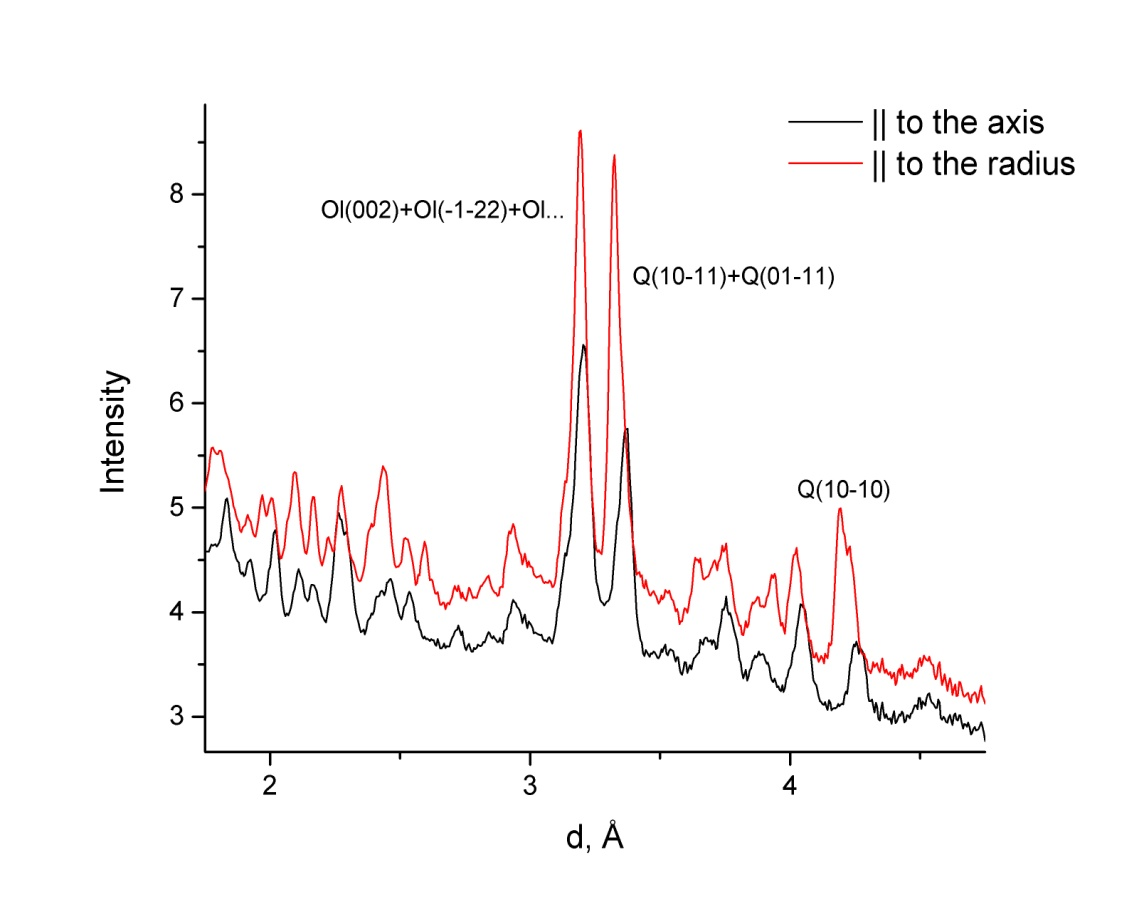 || to the axis
|| to the radius
Ol(002)+Ol(-1-22)+Ol...
Q(10-11)+Q(01-11)
Q(10-10)
8
7
6
5
4
3
Intensity
2
3
4
d, Å